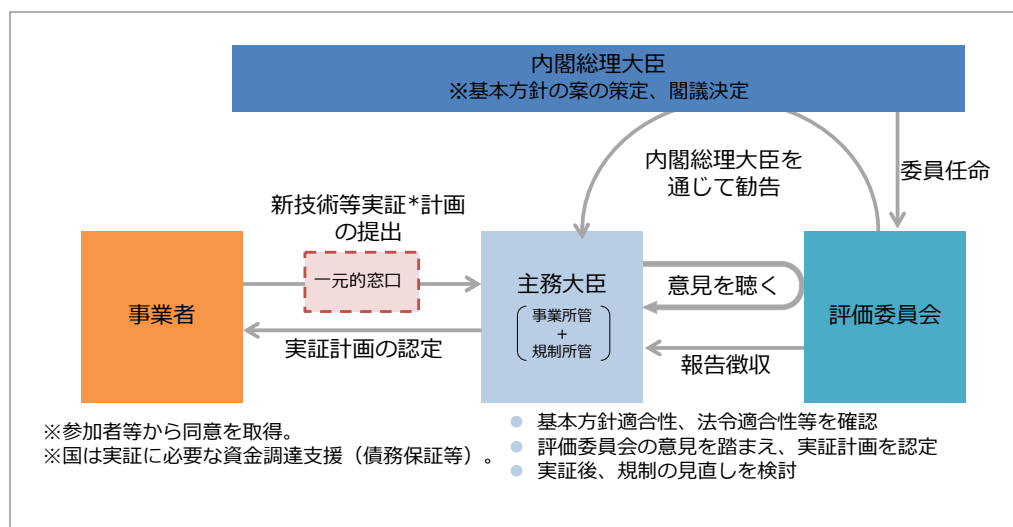 内閣総理大臣
※基本方針の案の策定、閣議決定
内閣総理大臣を
通じて勧告
委員任命
新技術等実証*計画
の提出
一元的窓口
事業者
主務大臣
事業所管
+
規制所管
意見を聴く
評価委員会
実証計画の認定
報告徴収
※参加者等から同意を取得。
※国は実証に必要な資金調達支援（債務保証等）。
● 基本方針適合性、法令適合性等を確認
● 評価委員会の意見を踏まえ、実証計画を認定
● 実証後、規制の見直しを検討